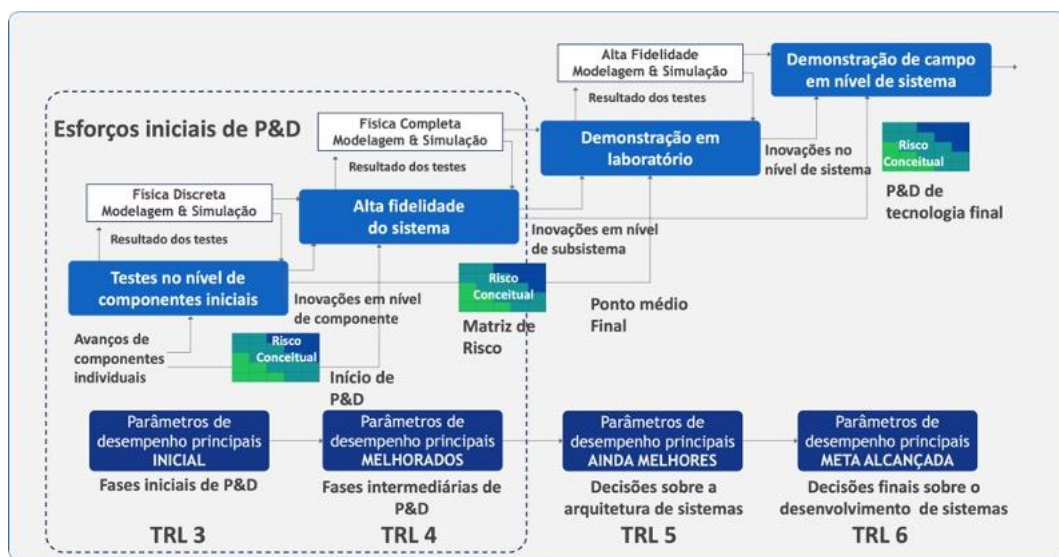 Esforços iniciais de P&D
Física Discreta
Modelagem & Simulação
Resultado dos testes
Testes no nível de
componentes iniciais
Avanços de
componentes
individuais
Risco
Conceitual
Início de
P&D
Inovações em nível
de componente
Física Completa
Modelagem & Simulação
Resultado dos testes
Alta fidelidade
do sistema
Inovações em nível
de subsistema
Risco
Conceitual
Matriz de
Risco
Ponto médio
Final
Alta Fidelidade
Modelagem & Simulação
Resultado dos testes
Demonstração em
laboratório
Inovações no
nível de sistema
Demonstração de campo
em nível de sistema
Risco
Conceitual
P&D de
tecnologia final
Parâmetros de
desempenho principais
INICIAL
Fases iniciais de P&D
TRL 3
Parâmetros de
desempenho principais
MELHORADOS
Fases intermediárias de
P&D
TRL 4
Parâmetros de
desempenho principais
AINDA MELHORES
Decisões sobre a
arquitetura de sistemas
TRL 5
Parâmetros de
desempenho principais
META ALCANÇADA
Decisões finais sobre o
desenvolvimento de sistemas
TRL 6